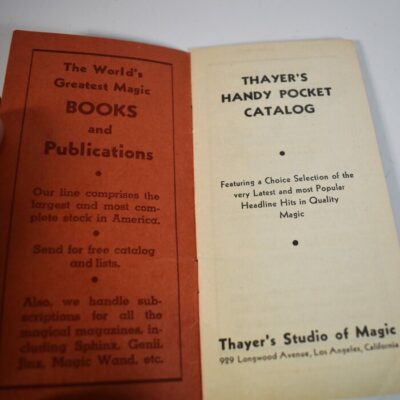 The World's
Greatest Magic
BOOKS
and
Publications
Our line comprises the
largest and most com-
plete stock in America.
Send for free catalog
and lists.
Also, we handle sub-
scriptions for all the
magical magazines, in-
cluding Sphinx, Genii,
Jinx, Magic Wand, etc.
THAYER'S
HANDY POCKET
CATALOG
Featuring a Choice Selection of the
very Latest and most Popular
Headline Hits in Quality
Magic
Thayer's Studio of Magic
929 Longwood Avenue, Los Angeles, California